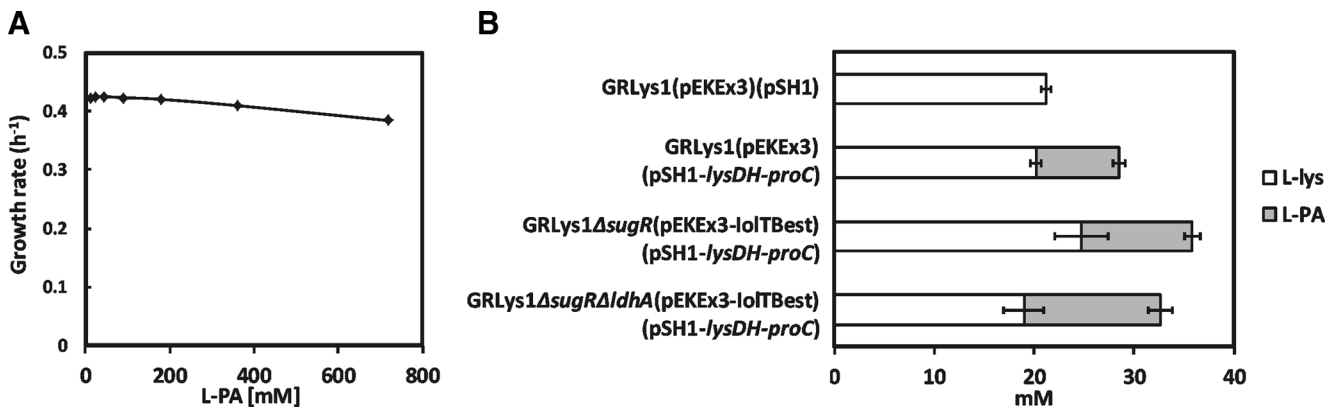 A
0.5
0.4
0.3
0.2
0.1
0
Growth rate (h⁻¹)
0 200 400 600 800
L-PA [mM]
B
GRLys1(pEKEx3)(pSH1)
GRLys1(pEKEx3)
(pSH1-lysDH-proC)
GRLys1ΔsugR(pEKEx3-IolTBest)
(pSH1-lysDH-proC)
GRLys1ΔsugRΔldhA(pEKEx3-IolTBest)
(pSH1-lysDH-proC)
0 10 20 30 40
mM
L-lys
L-PA